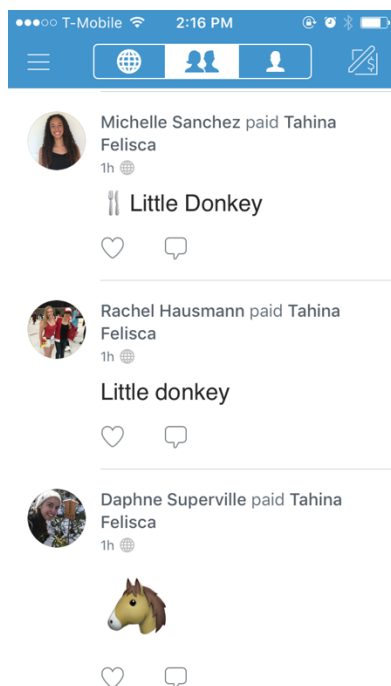 T-Mobile 2:16 PM
Michelle Sanchez paid Tahina
Felisca
1h
🍴 Little Donkey
Rachel Hausmann paid Tahina
Felisca
1h
Little donkey
Daphne Superville paid Tahina
Felisca
1h
🐴